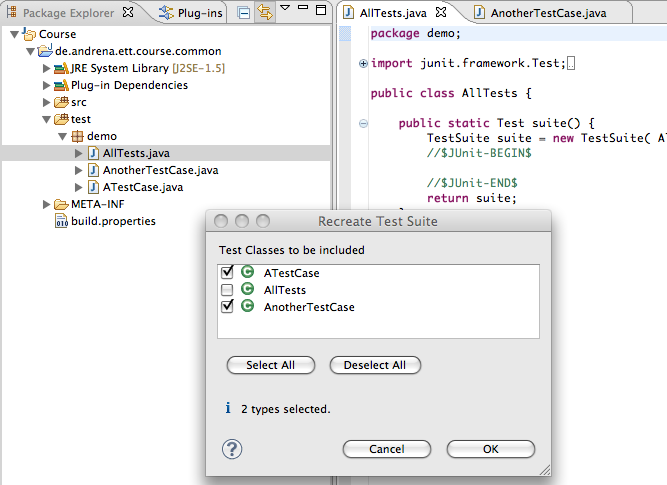 Package Explorer
Plug-ins
Course
de.andrena.ett.course.common
JRE System Library [J2SE-1.5]
Plug-in Dependencies
src
test
demo
AllTests.java
AnotherTestCase.java
ATestCase.java
META-INF
build.properties
AllTests.java
AnotherTestCase.java
package demo;
import junit.framework.Test;
public class AllTests {
public static Test suite() {
TestSuite suite = new TestSuite( Al
//$JUnit-BEGIN$
//$JUnit-END$
return suite;
Recreate Test Suite
Test Classes to be included
ATestCase
AllTests
AnotherTestCase
Select All
Deselect All
2 types selected.
Cancel
OK